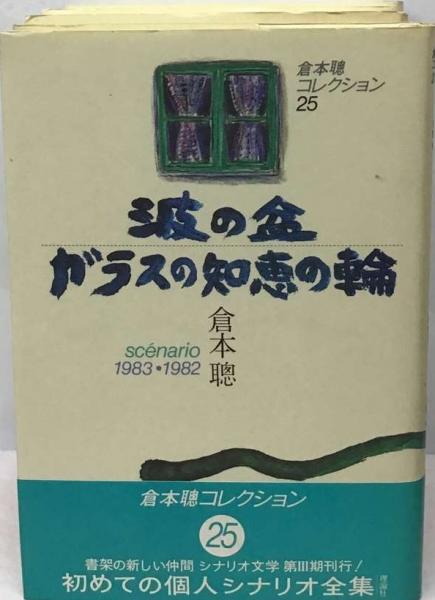 倉本聰
コレクション
25
波の盆
ガラスの知恵の輪
倉本聰
scénario
1983•1982
倉本聰コレクション
25
書架の新しい仲間 シナリオ文学 第III期刊行!
初めての個人シナリオ全集
理論社